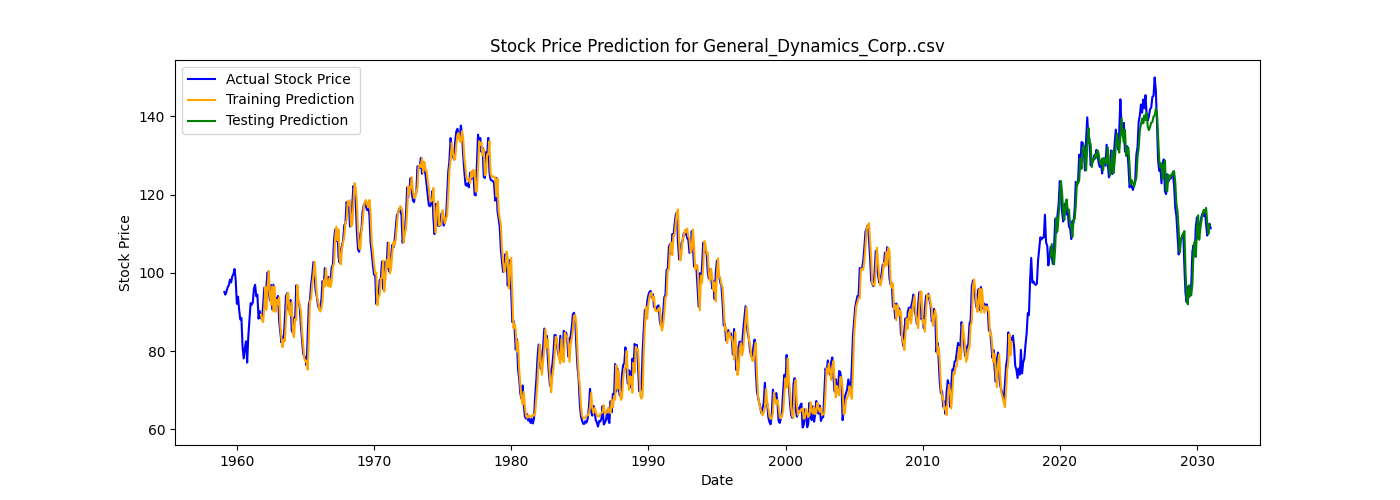 Stock Price Prediction for General_Dynamics_Corp..csv
Actual Stock Price
Training Prediction
Testing Prediction
Stock Price
140
120
100
80
60
1960 1970 1980 1990 2000 2010 2020 2030
Date